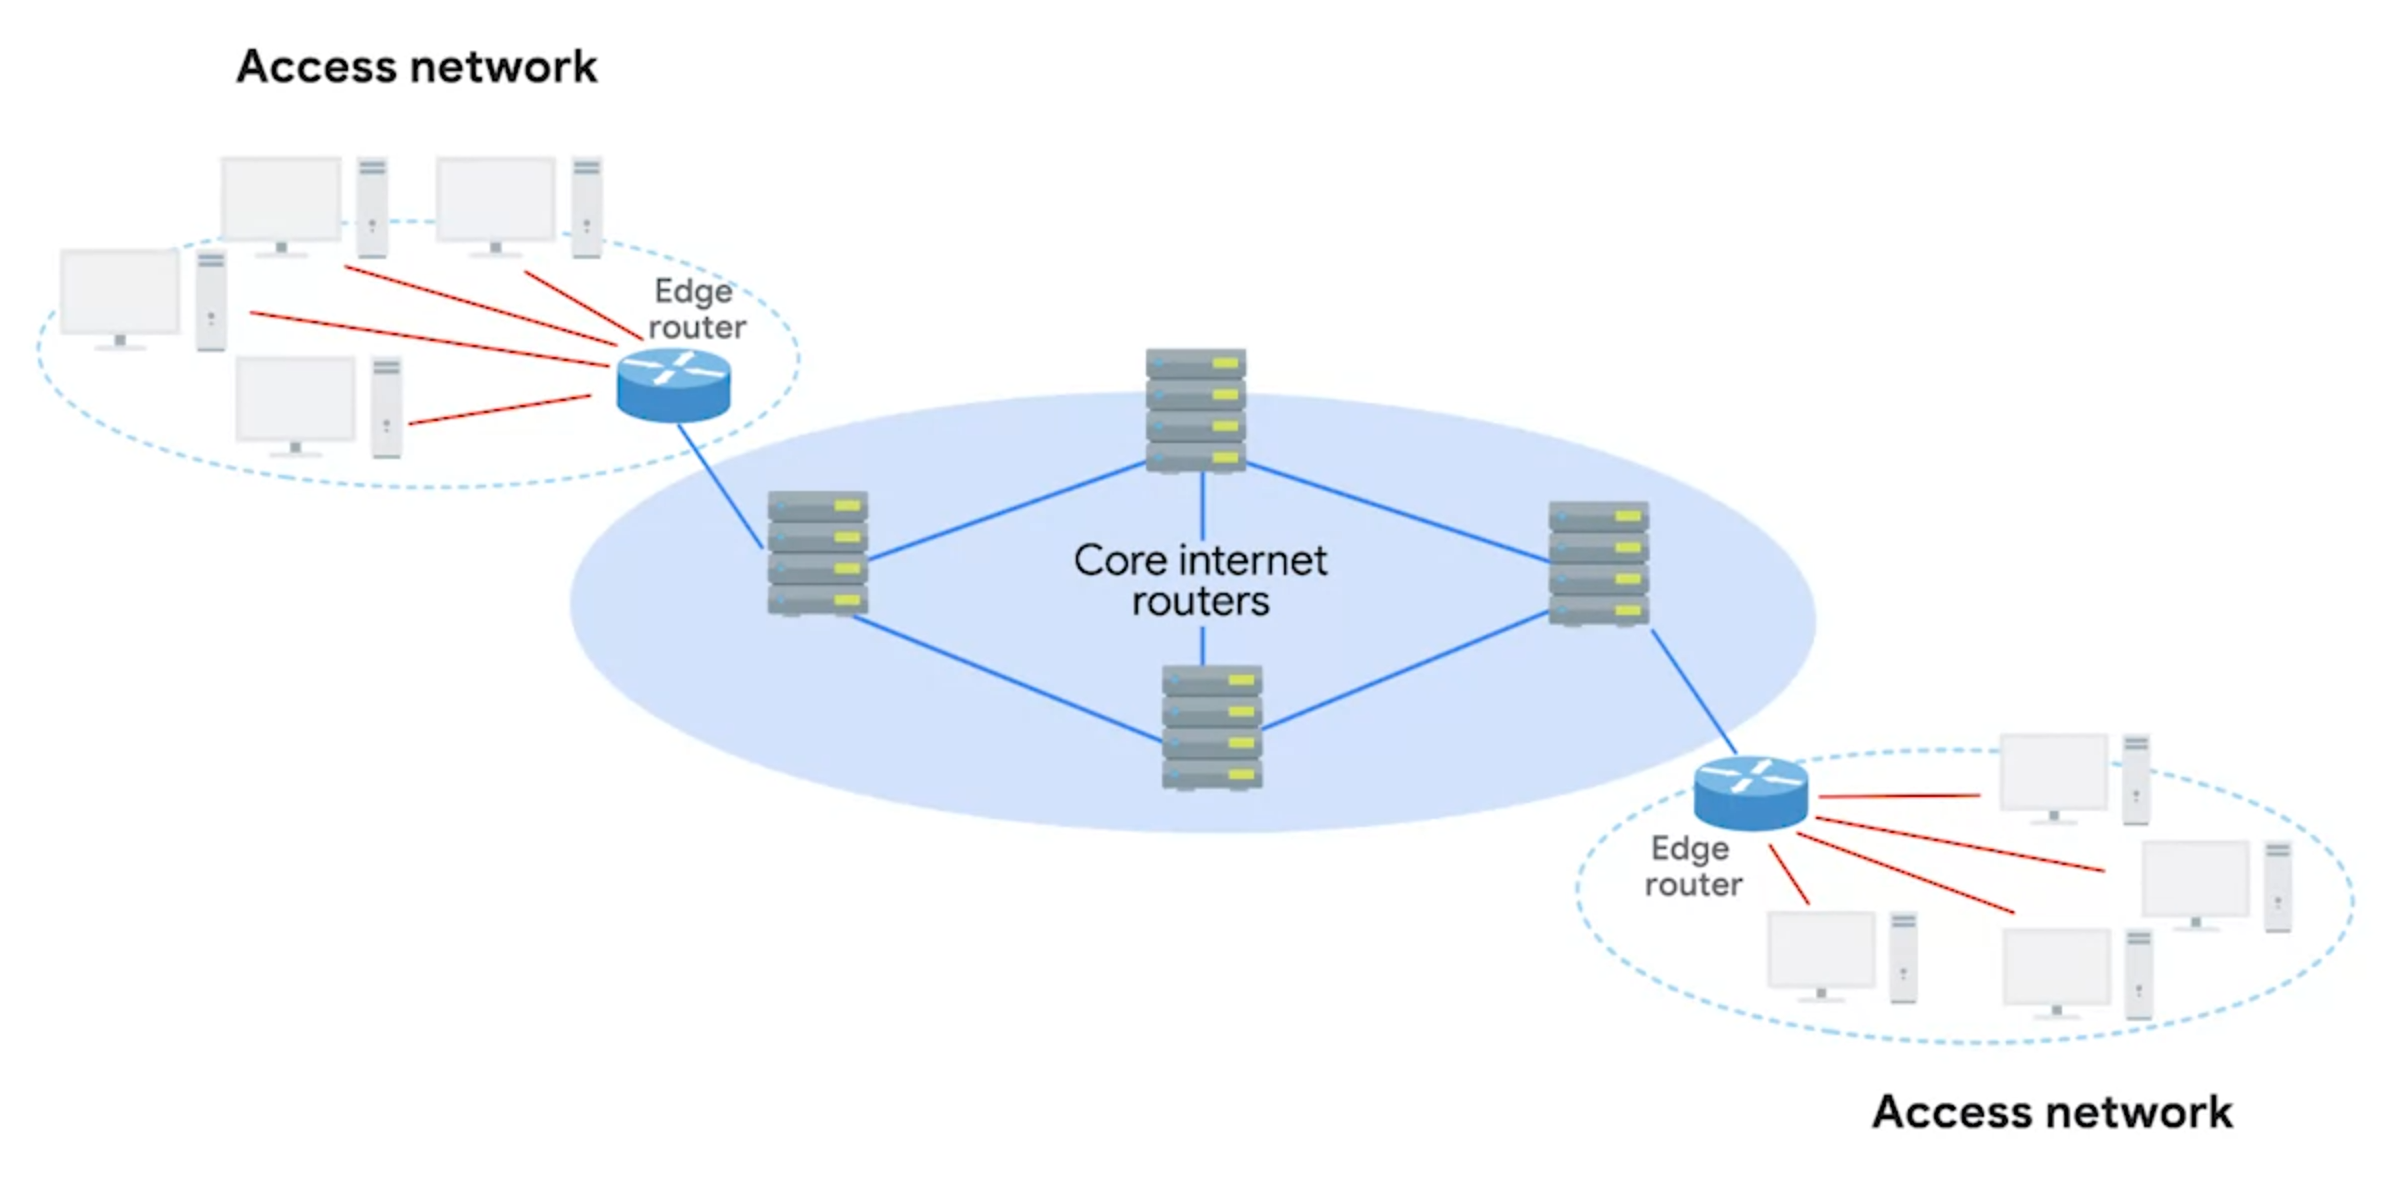 Access network
Edge
router
Core internet
routers
Edge
router
Access network